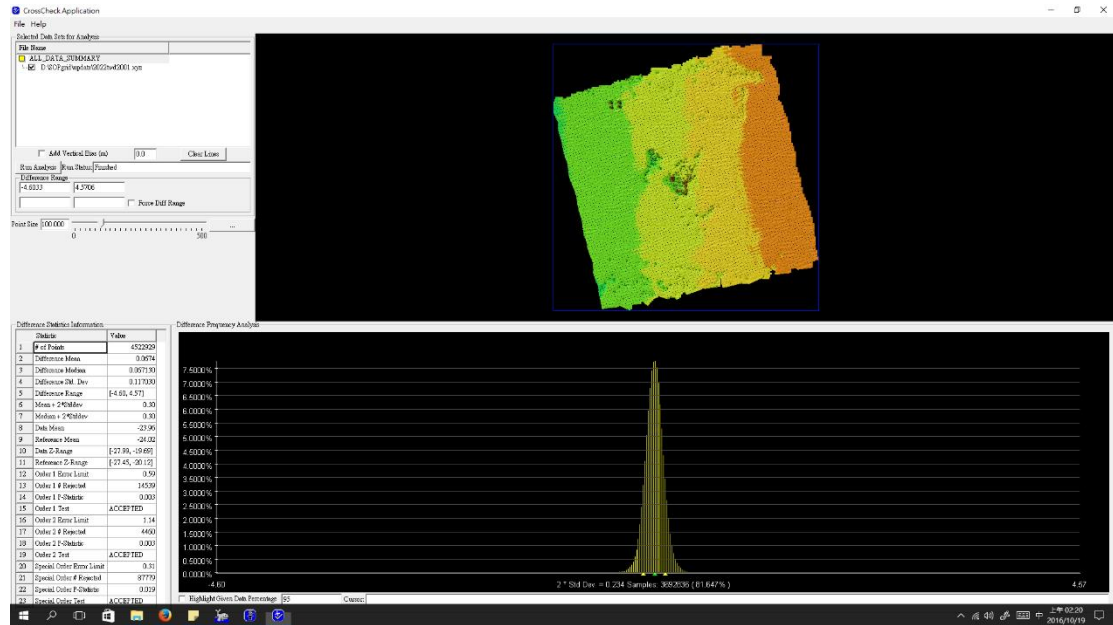 CrossCheck Application
File Help
Selected Data Sets for Analysis
File Name
ALL_DATA_SUMMARY
Add Vertical Bias (m) 0.0 Clear Lines
Run Analysis Run Status: Finished
Difference Range
-4.6033 4.5706
Force Diff Range
Point Size 100.000 ...
0 500
Difference Statistics Information
Statistic Value
1 # of Points 4522929
2 Difference Mean 0.0674
3 Difference Median 0.067130
4 Difference Std. Dev 0.117030
5 Difference Range [-4.60, 4.57]
6 Mean + 2*Stddev 0.30
7 Median + 2*Stddev 0.30
8 Data Mean -23.96
9 Reference Mean -24.02
10 Data Z-Range [-27.99, -19.69]
11 Reference Z-Range [-27.45, -20.12]
12 Order 1 Error Limit 0.59
13 Order 1 # Rejected 14539
14 Order 1 P-Statistic 0.003
15 Order 1 Test ACCEPTED
16 Order 2 Error Limit 1.14
17 Order 2 # Rejected 4460
18 Order 2 P-Statistic 0.003
19 Order 2 Test ACCEPTED
20 Special Order Error Limit 0.31
21 Special Order # Rejected 87779
22 Special Order P-Statistic 0.019
23 Special Order Test ACCEPTED
Difference Frequency Analysis
7.5000%
7.0000%
6.5000%
6.0000%
5.5000%
5.0000%
4.5000%
4.0000%
3.5000%
3.0000%
2.5000%
2.0000%
1.5000%
1.0000%
0.5000%
0.0000%
-4.60 2 * Std Dev. = 0.234 Samples: 3692836 ( 81.647% ) 4.57
Highlight Given Data Percentage 95 Cursor:
中 上午 02:20
2016/10/19